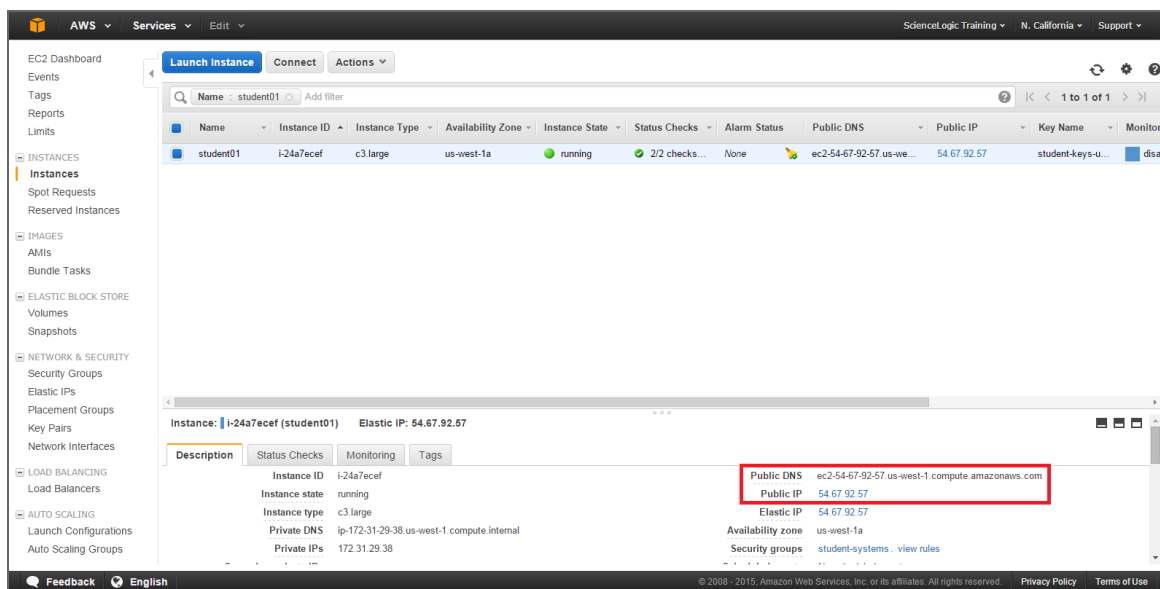 AWS Services Edit ScienceLogic Training N. California Support
EC2 Dashboard
Events
Tags
Reports
Limits
INSTANCES
Instances
Spot Requests
Reserved Instances
IMAGES
AMIs
Bundle Tasks
ELASTIC BLOCK STORE
Volumes
Snapshots
NETWORK & SECURITY
Security Groups
Elastic IPs
Placement Groups
Key Pairs
Network Interfaces
LOAD BALANCING
Load Balancers
AUTO SCALING
Launch Configurations
Auto Scaling Groups
Launch Instance Connect Actions
Name : student01 Add filter 1 to 1 of 1
Name Instance ID Instance Type Availability Zone Instance State Status Checks Alarm Status Public DNS Public IP Key Name Monitor
student01 i-24a7ecef c3.large us-west-1a running 2/2 checks... None ec2-54-67-92-57.us-we... 54.67.92.57 student-keys-u... disa
Instance: i-24a7ecef (student01) Elastic IP: 54.67.92.57
Description Status Checks Monitoring Tags
Instance ID i-24a7ecef
Instance state running
Instance type c3.large
Private DNS ip-172-31-29-38.us-west-1.compute.internal
Private IPs 172.31.29.38
Public DNS ec2-54-67-92-57.us-west-1.compute.amazonaws.com
Public IP 54.67.92.57
Elastic IP 54.67.92.57
Availability zone us-west-1a
Security groups student-systems. view rules
Feedback English © 2008 - 2015, Amazon Web Services, Inc. or its affiliates. All rights reserved. Privacy Policy Terms of Use